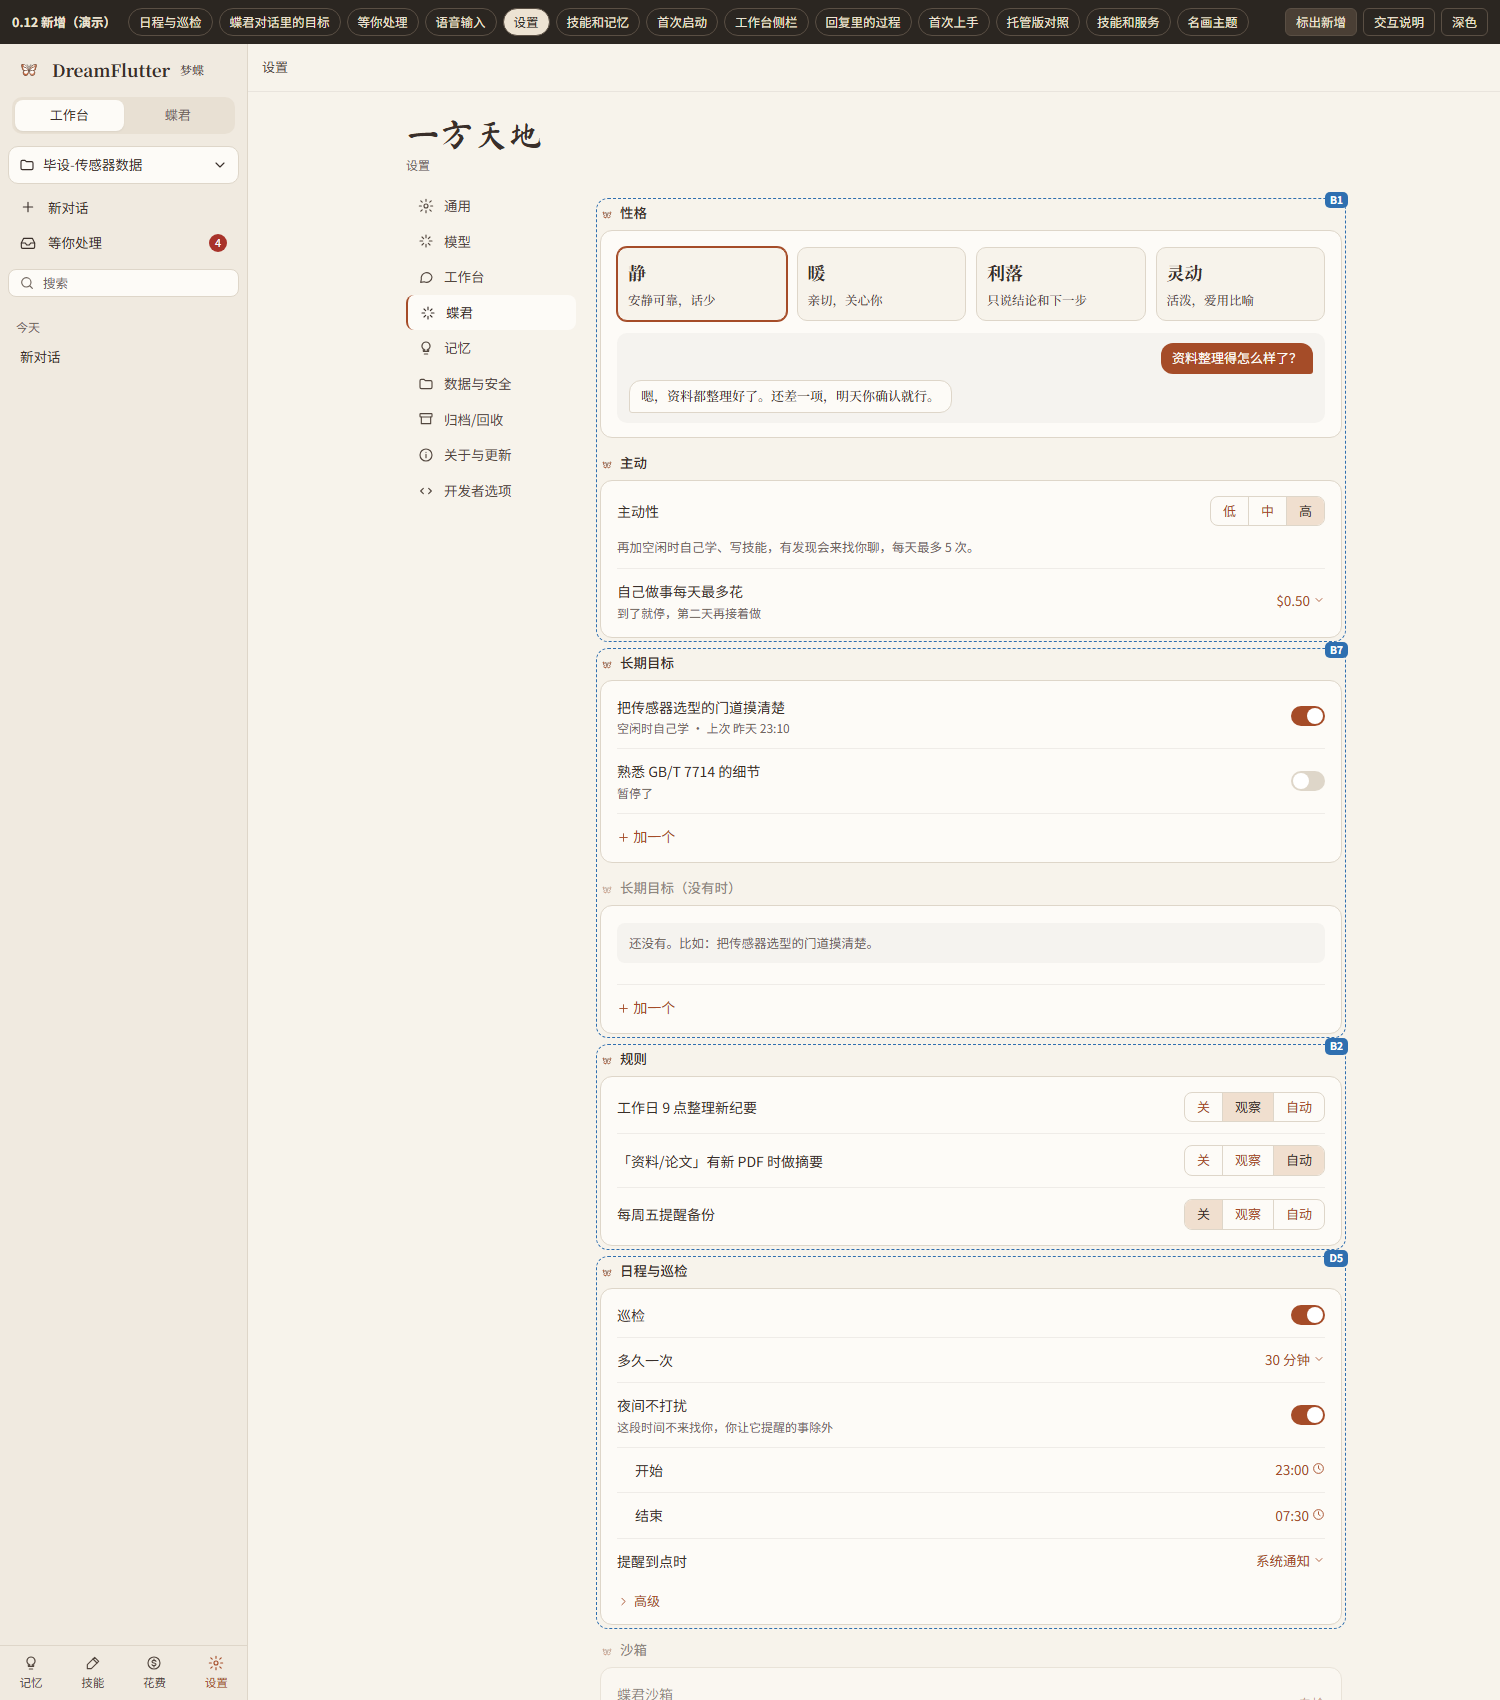 0.12 新增（演示） 日程与巡检 蝶君对话里的目标 等你处理 语音输入 设置 技能和记忆 首次启动 工作台侧栏 回复里的过程 首次上手 托管版对照 技能和服务 名画主题 标出新增 交互说明 深色
DreamFlutter 梦蝶
工作台 蝶君
毕设-传感器数据
新对话
等你处理 4
搜索
今天
新对话
记忆 技能 花费 设置
设置
一方天地
设置
通用
模型
工作台
蝶君
记忆
数据与安全
归档/回收
关于与更新
开发者选项
B1
性格
静 暖 利落 灵动
安静可靠，话少 亲切，关心你 只说结论和下一步 活泼，爱用比喻
资料整理得怎么样了？
嗯，资料都整理好了。还差一项，明天你确认就行。
主动
主动性 低 中 高
再加空闲时自己学、写技能，有发现会来找你聊，每天最多 5 次。
自己做事每天最多花 $0.50
到了就停，第二天再接着做
B7
长期目标
把传感器选型的门道摸清楚
空闲时自己学 · 上次 昨天 23:10
熟悉 GB/T 7714 的细节
暂停了
+ 加一个
长期目标（没有时）
还没有。比如：把传感器选型的门道摸清楚。
+ 加一个
B2
规则
工作日 9 点整理新纪要 关 观察 自动
「资料/论文」有新 PDF 时做摘要 关 观察 自动
每周五提醒备份 关 观察 自动
D5
日程与巡检
巡检
多久一次 30 分钟
夜间不打扰
这段时间不来找你，你让它提醒的事除外
开始 23:00
结束 07:30
提醒到点时 系统通知
高级
沙箱
蝶君沙箱